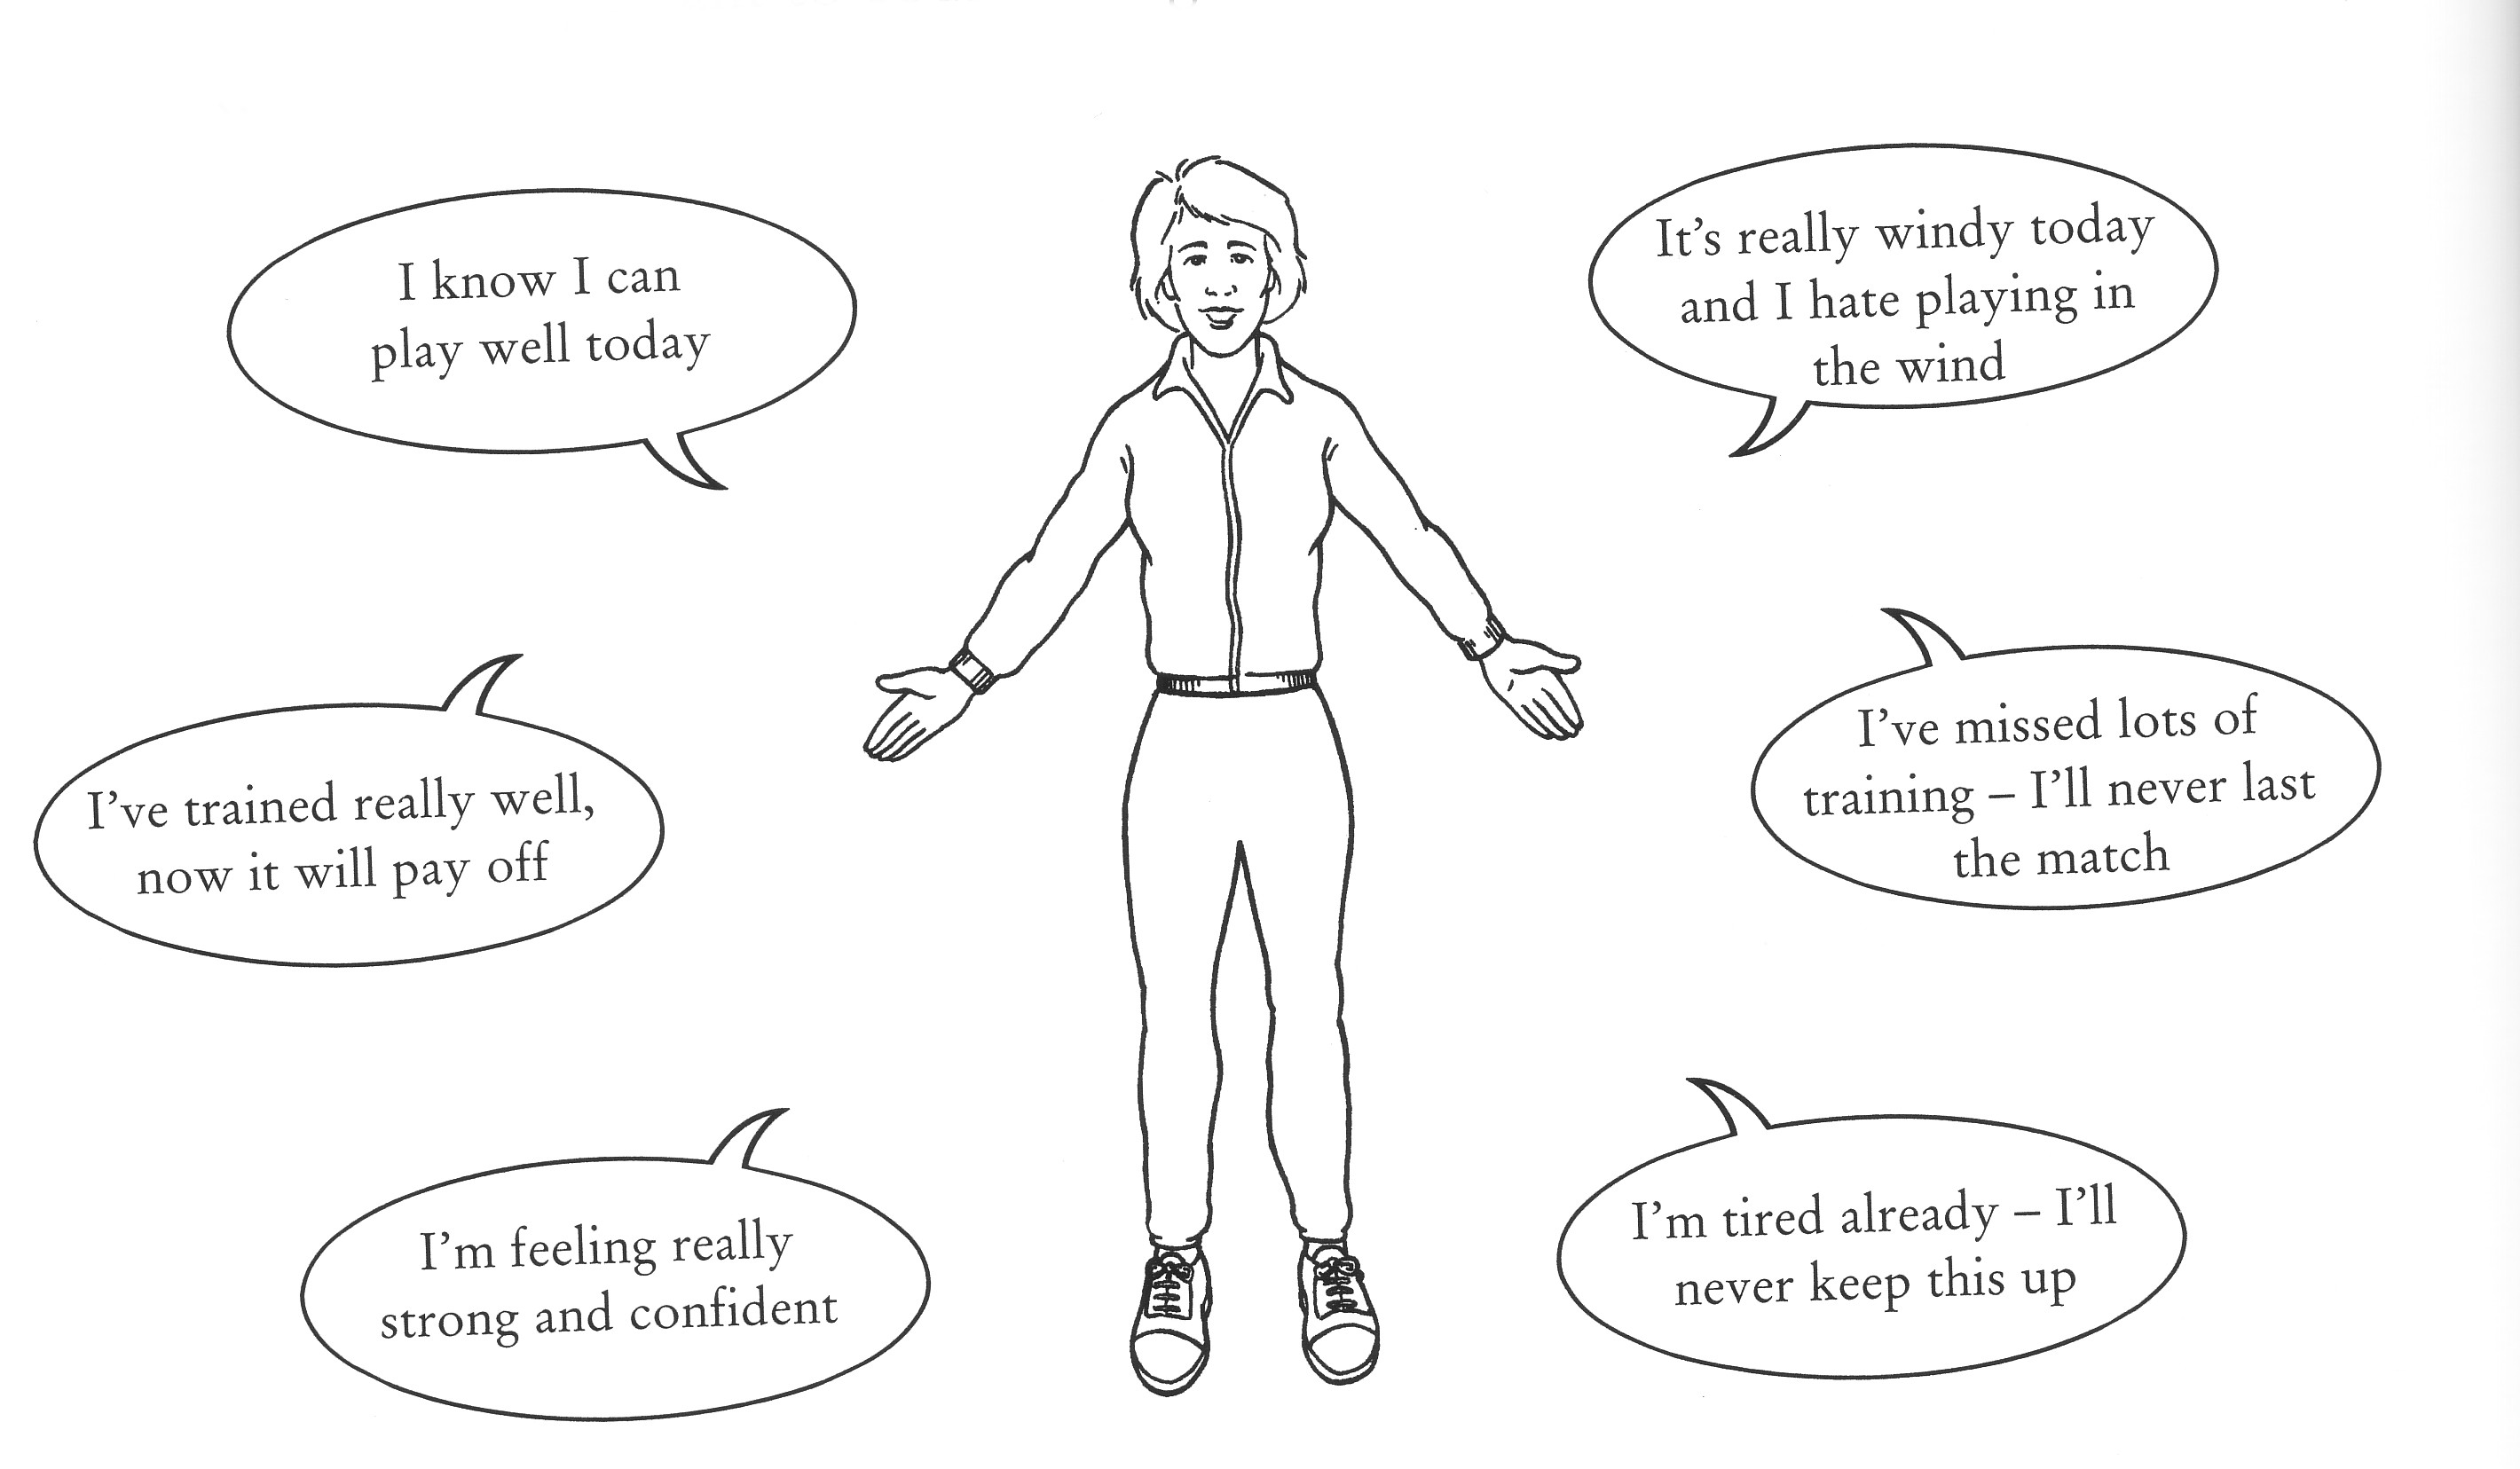 I know I can
play well today
It's really windy today
and I hate playing in
the wind
I've trained really well,
now it will pay off
I've missed lots of
training – I'll never last
the match
I'm feeling really
strong and confident
I'm tired already – I'll
never keep this up